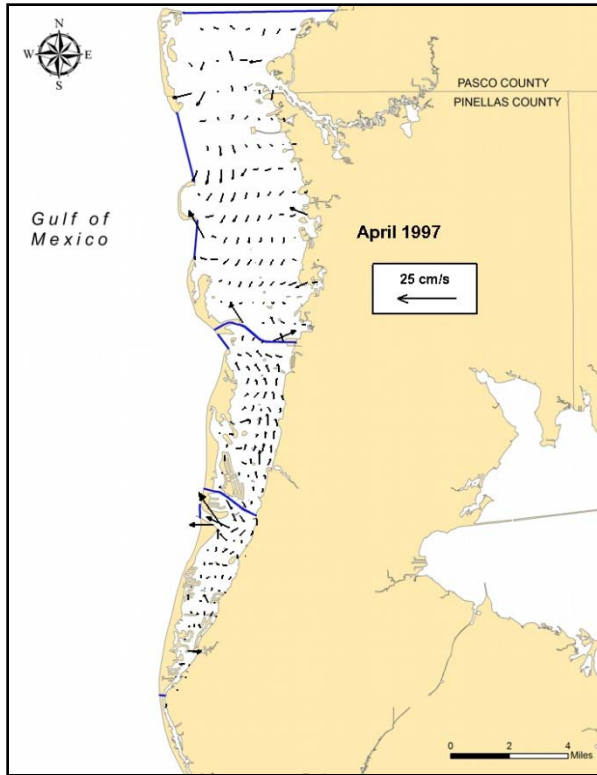 N
W E
S
PASCO COUNTY
PINELLAS COUNTY
Gulf of
Mexico
April 1997
25 cm/s
0 2 4
Miles